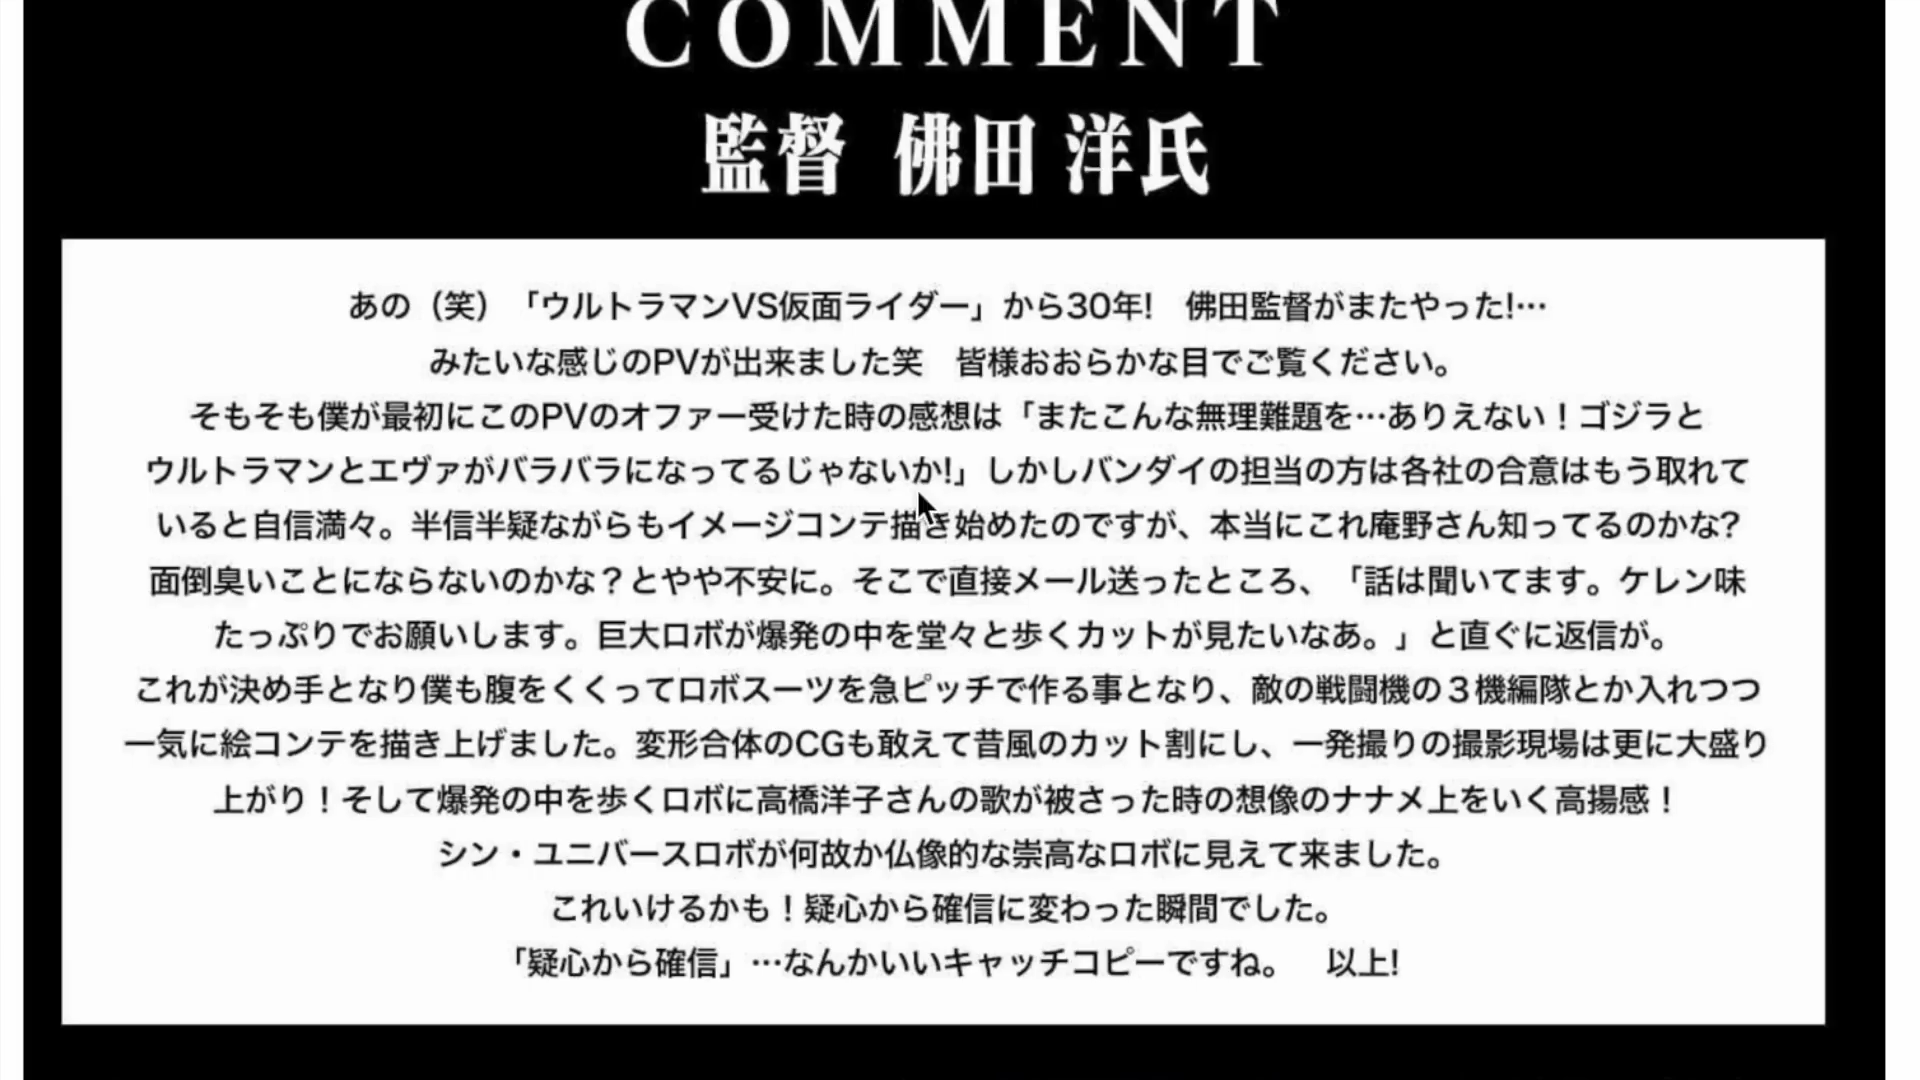 COMMENT
監督 佛田 洋氏
あの（笑）「ウルトラマンVS仮面ライダー」から30年!　佛田監督がまたやった!…
みたいな感じのPVが出来ました笑　皆様おおらかな目でご覧ください。
そもそも僕が最初にこのPVのオファー受けた時の感想は「またこんな無理難題を…ありえない！ゴジラと
ウルトラマンとエヴァがバラバラになってるじゃないか!」しかしバンダイの担当の方は各社の合意はもう取れて
いると自信満々。半信半疑ながらもイメージコンテ描き始めたのですが、本当にこれ庵野さん知ってるのかな?
面倒臭いことにならないのかな？とやや不安に。そこで直接メール送ったところ、「話は聞いてます。ケレン味
たっぷりでお願いします。巨大ロボが爆発の中を堂々と歩くカットが見たいなあ。」と直ぐに返信が。
これが決め手となり僕も腹をくくってロボスーツを急ピッチで作る事となり、敵の戦闘機の３機編隊とか入れつつ
一気に絵コンテを描き上げました。変形合体のCGも敢えて昔風のカット割にし、一発撮りの撮影現場は更に大盛り
上がり！そして爆発の中を歩くロボに高橋洋子さんの歌が被さった時の想像のナナメ上をいく高揚感！
シン・ユニバースロボが何故か仏像的な崇高なロボに見えて来ました。
これいけるかも！疑心から確信に変わった瞬間でした。
「疑心から確信」…なんかいいキャッチコピーですね。　以上!